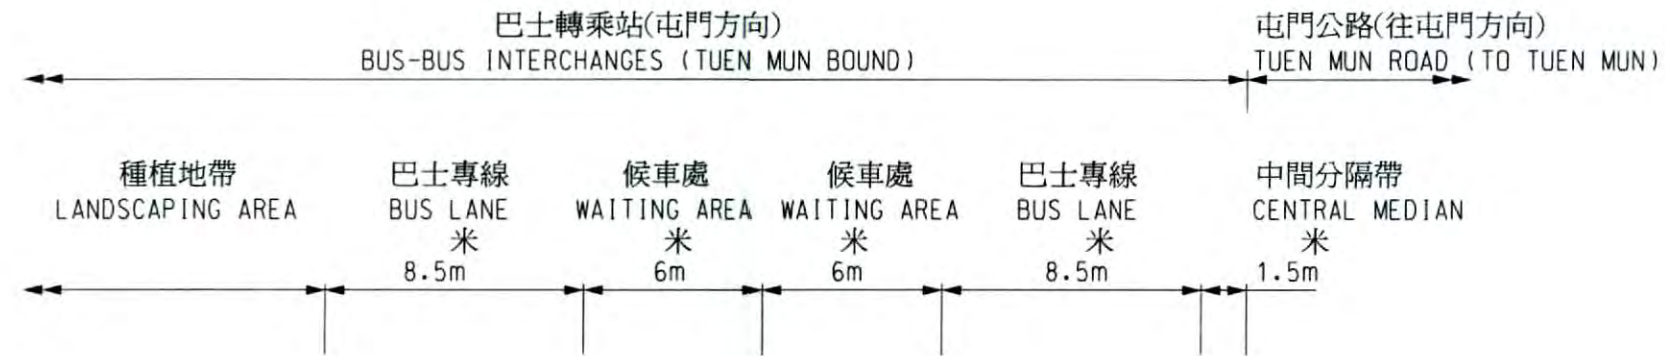 巴士轉乘站(屯門方向)
BUS-BUS INTERCHANGES (TUEN MUN BOUND)
屯門公路(往屯門方向)
TUEN MUN ROAD (TO TUEN MUN)
種植地帶
LANDSCAPING AREA
巴士專線
BUS LANE
米
8.5m
候車處
WAITING AREA
米
6m
候車處
WAITING AREA
米
6m
巴士專線
BUS LANE
米
8.5m
中間分隔帶
CENTRAL MEDIAN
米
1.5m